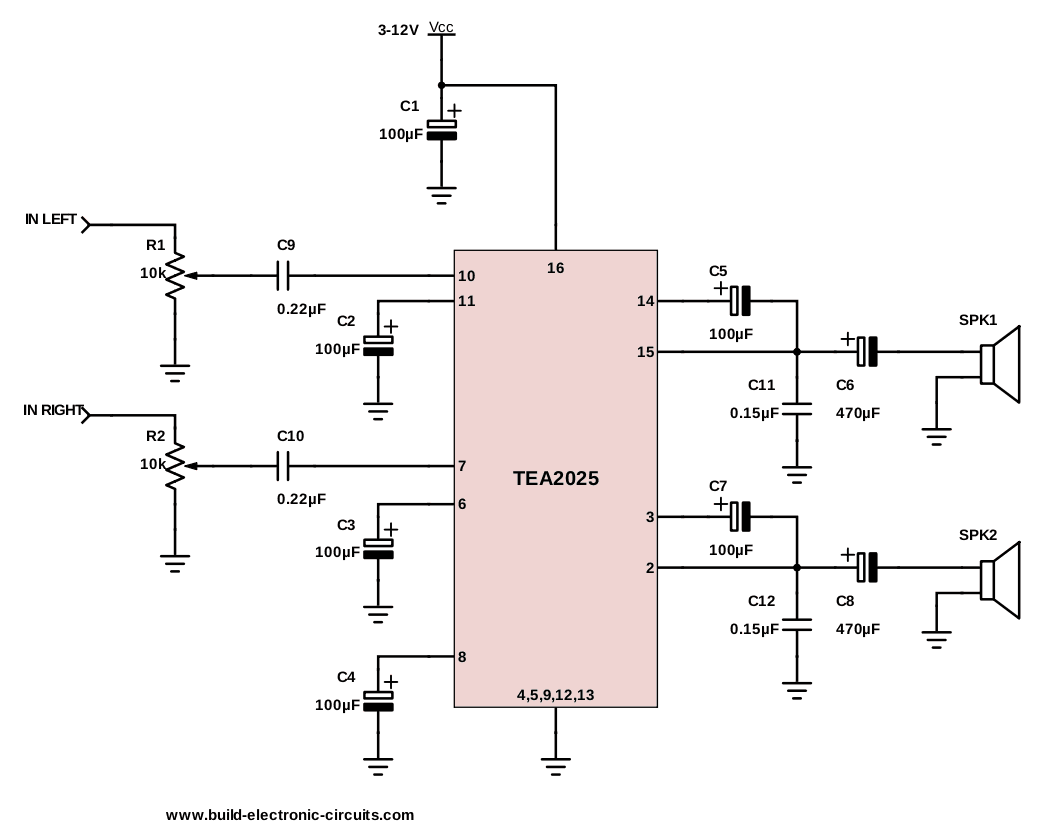 3-12V Vcc
C1
100µF
IN LEFT
R1
10k
C9
0.22µF
10
11
16
C2
100µF
14
C5
100µF
15
SPK1
C11
0.15µF
C6
470µF
IN RIGHT
R2
10k
C10
0.22µF
7
6
TEA2025
C3
100µF
3
C7
100µF
2
SPK2
C12
0.15µF
C8
470µF
8
C4
100µF
4,5,9,12,13
+
+
+
+
+
+
+
+
www.build-electronic-circuits.com